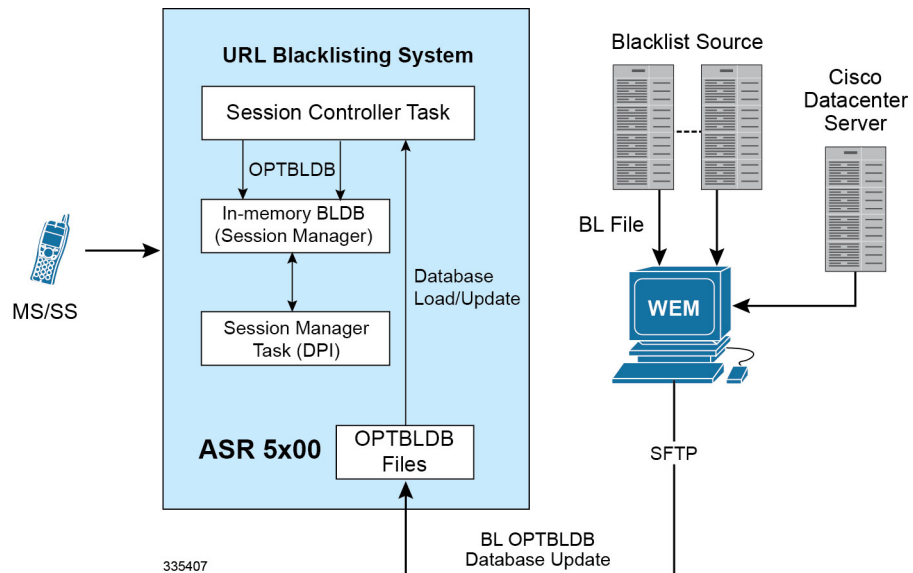 URL Blacklisting System
Session Controller Task
OPTBLDB
In-memory BLDB
(Session Manager)
Database
Load/Update
Session Manager
Task (DPI)
ASR 5x00
OPTBLDB
Files
MS/SS
Blacklist Source
Cisco
Datacenter
Server
BL File
WEM
SFTP
BL OPTBLDB
Database Update
335407